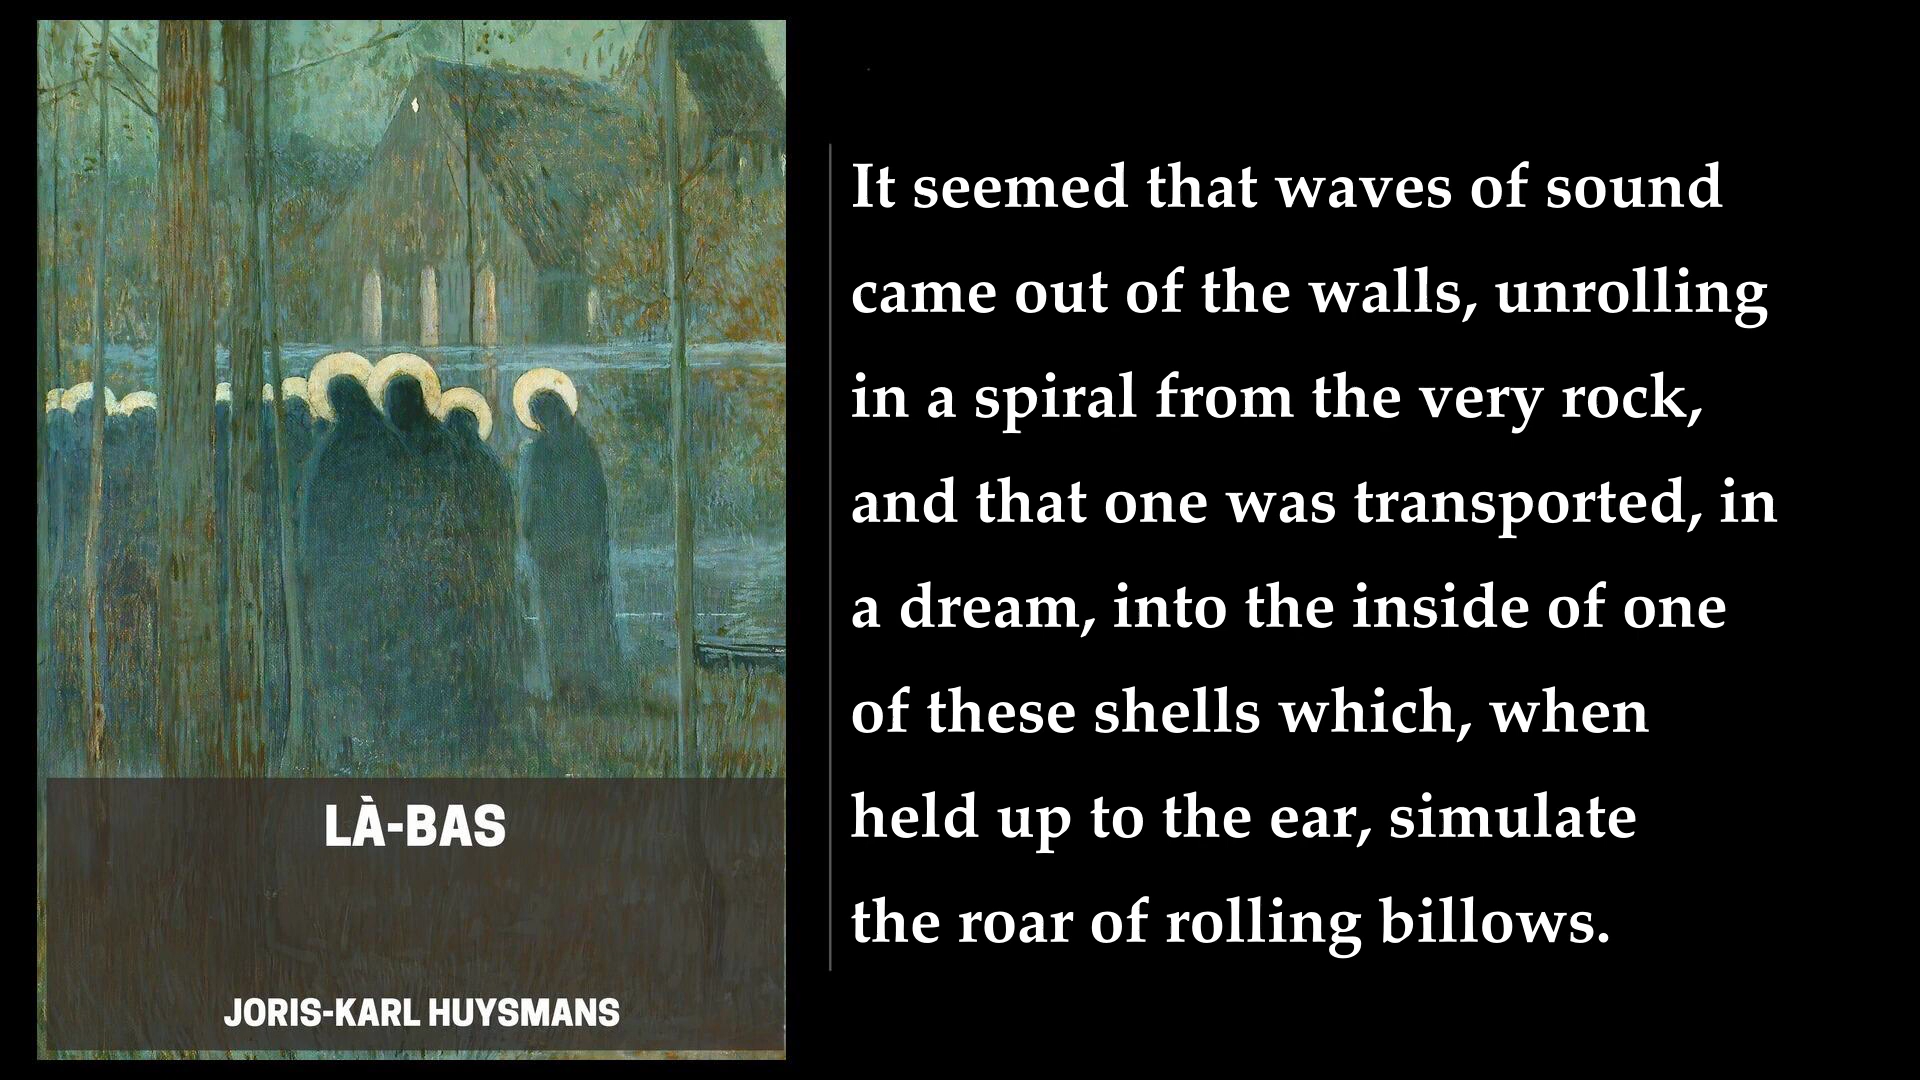 LÀ-BAS
JORIS-KARL HUYSMANS
It seemed that waves of sound
came out of the walls, unrolling
in a spiral from the very rock,
and that one was transported, in
a dream, into the inside of one
of these shells which, when
held up to the ear, simulate
the roar of rolling billows.